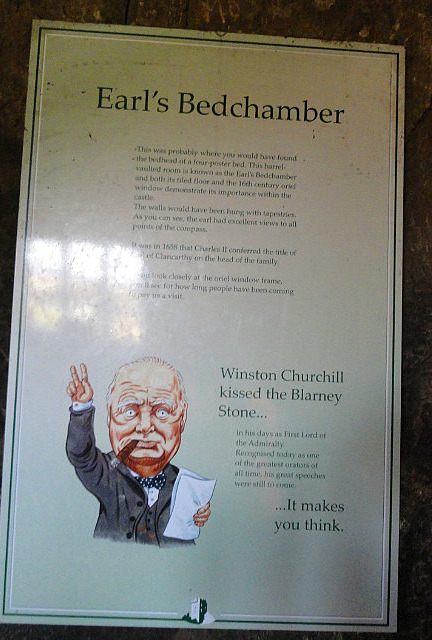 Earl's Bedchamber
This was probably where you would have found
the bedhead of a four-poster bed. This barrel-
vaulted room is known as the Earl's Bedchamber
and both its tiled floor and the 16th century oriel
window demonstrate its importance within the
castle.
The walls would have been hung with tapestries.
As you can see, the earl had excellent views to all
points of the compass.
It was in 1658 that Charles II conferred the title of
of Clancarthy on the head of the family.
look closely at the oriel window frame,
see for how long people have been coming
to pay us a visit.
Winston Churchill
kissed the Blarney
Stone...
in his days as First Lord of
the Admiralty.
Recognised today as one
of the greatest orators of
all time, his great speeches
were still to come.
...It makes
you think.